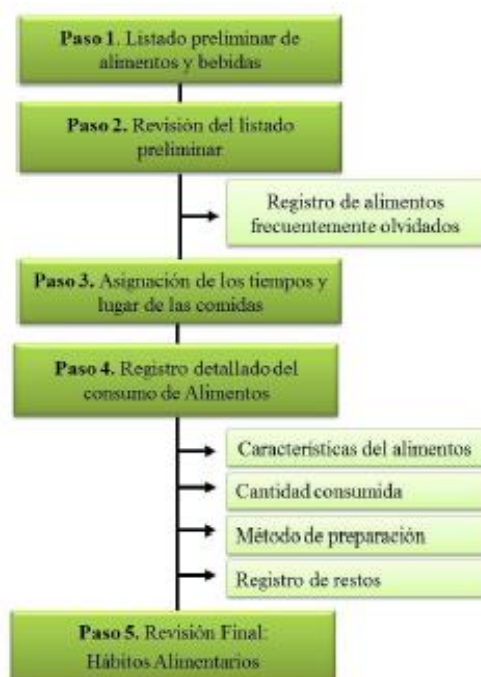 Paso 1. Listado preliminar de
alimentos y bebidas
Paso 2. Revisión del listado
preliminar
Registro de alimentos
frecuentemente olvidados
Paso 3. Asignación de los tiempos y
lugar de las comidas
Paso 4. Registro detallado del
consumo de Alimentos
Características del alimentos
Cantidad consumida
Método de preparación
Registro de restos
Paso 5. Revisión Final:
Hábitos Alimentarios